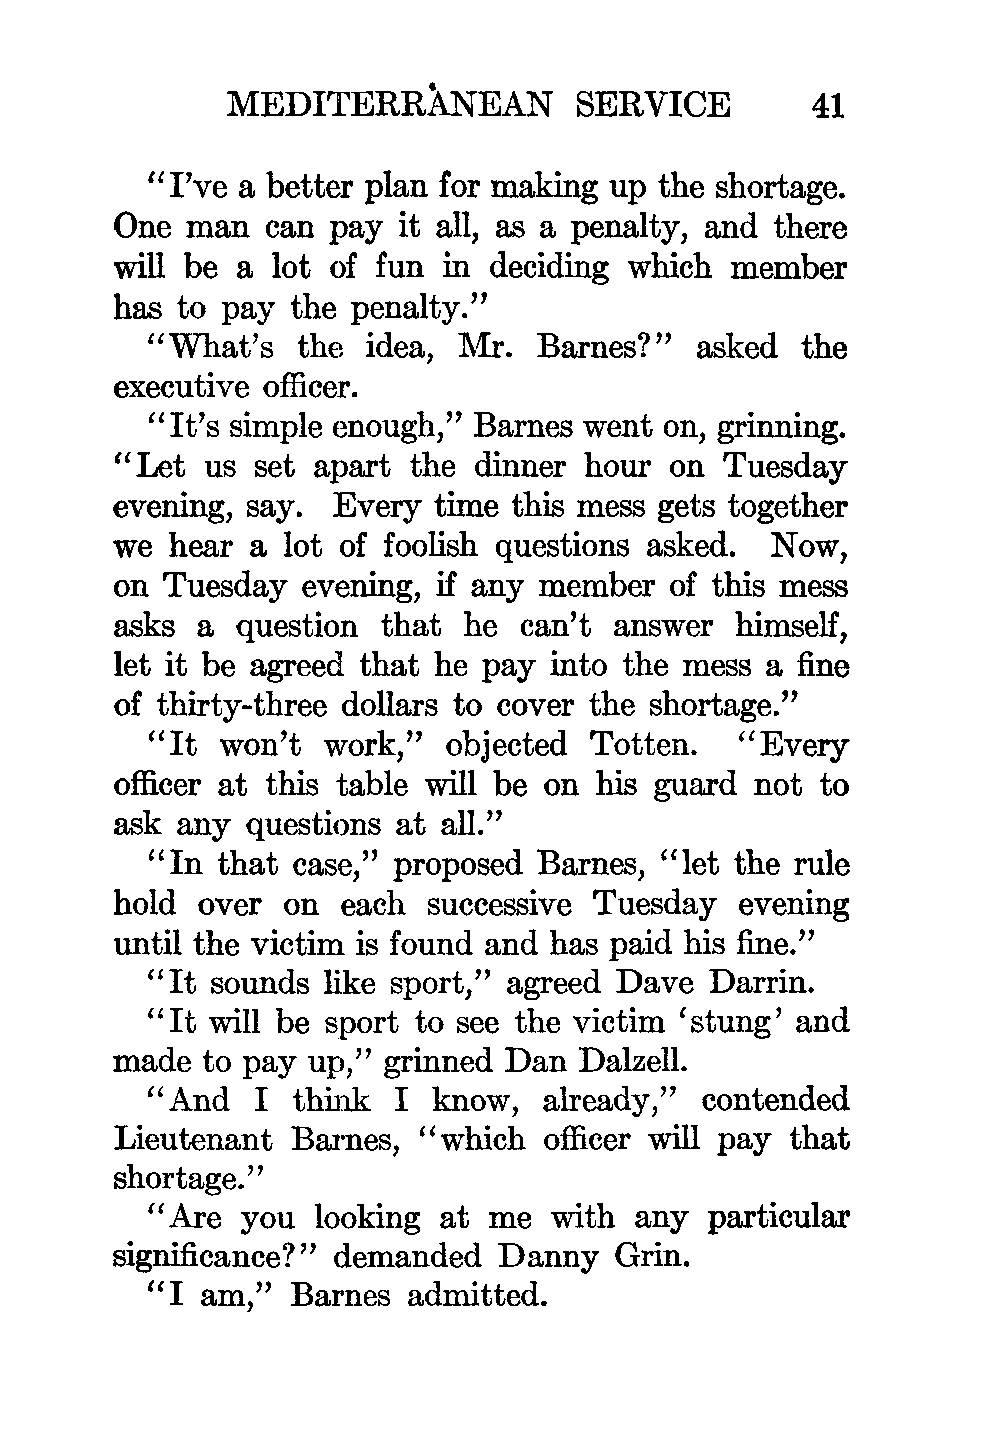 MEDITERRANEAN SERVICE 41
"I've a better plan for making up the shortage.
One man can pay it all, as a penalty, and there
will be a lot of fun in deciding which member
has to pay the penalty."
"What's the idea, Mr. Barnes?" asked the
executive officer.
"It's simple enough," Barnes went on, grinning.
"Let us set apart the dinner hour on Tuesday
evening, say. Every time this mess gets together
we hear a lot of foolish questions asked. Now,
on Tuesday evening, if any member of this mess
asks a question that he can't answer himself,
let it be agreed that he pay into the mess a fine
of thirty-three dollars to cover the shortage."
"It won't work," objected Totten. "Every
officer at this table will be on his guard not to
ask any questions at all."
"In that case," proposed Barnes, "let the rule
hold over on each successive Tuesday evening
until the victim is found and has paid his fine."
"It sounds like sport," agreed Dave Darrin.
"It will be sport to see the victim 'stung' and
made to pay up," grinned Dan Dalzell.
"And I think I know, already," contended
Lieutenant Barnes, "which officer will pay that
shortage."
"Are you looking at me with any particular
significance?" demanded Danny Grin.
"I am," Barnes admitted.